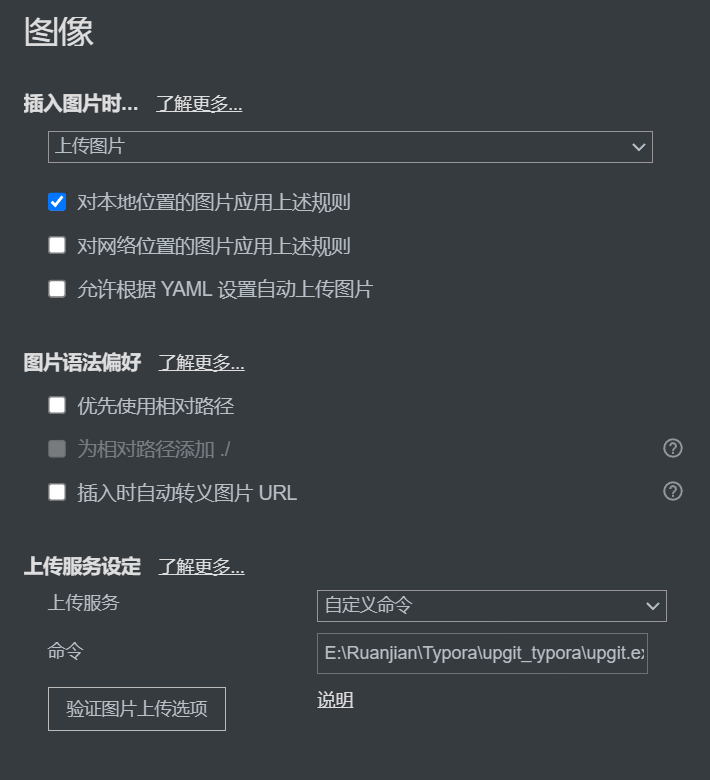 图像
插入图片时... 了解更多...
上传图片
对本地位置的图片应用上述规则
对网络位置的图片应用上述规则
允许根据 YAML 设置自动上传图片
图片语法偏好 了解更多...
优先使用相对路径
为相对路径添加 ./
插入时自动转义图片 URL
上传服务设定 了解更多...
上传服务 自定义命令
命令 E:\Ruanjian\Typora\upgit_typora\upgit.ex
验证图片上传选项 说明